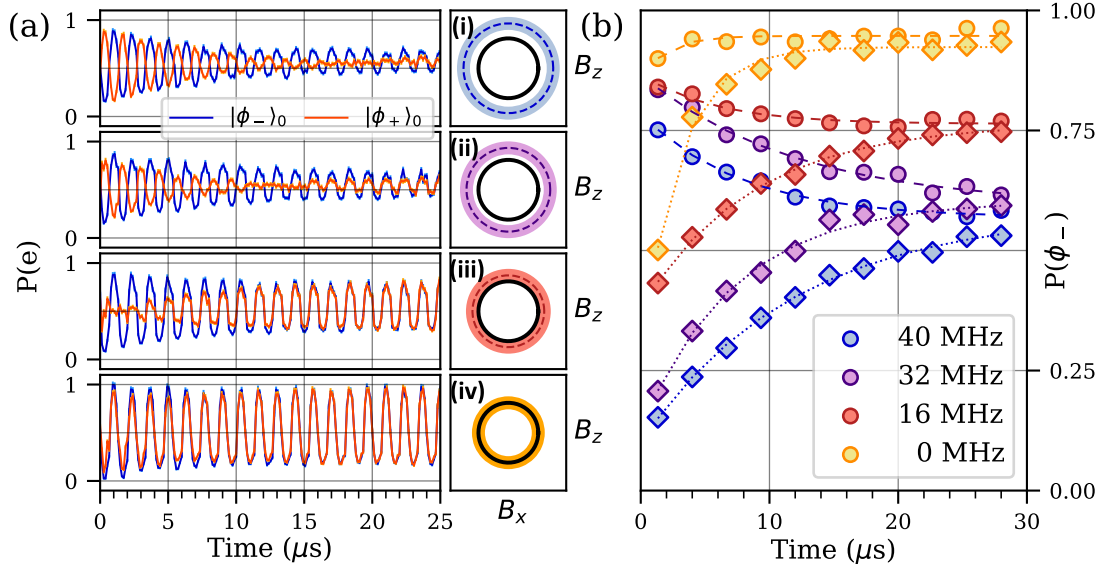 (a)
P(e)
1
0
|ϕ₋⟩₀ |ϕ₊⟩₀
1
0
1
0
1
0
0 5 10 15 20 25
Time (μs)
(i)
B_z
(ii)
B_z
(iii)
B_z
(iv)
B_z
B_x
(b)
1.00
0.75
P(ϕ₋)
0.25
0.00
40 MHz
32 MHz
16 MHz
0 MHz
0 10 20 30
Time (μs)